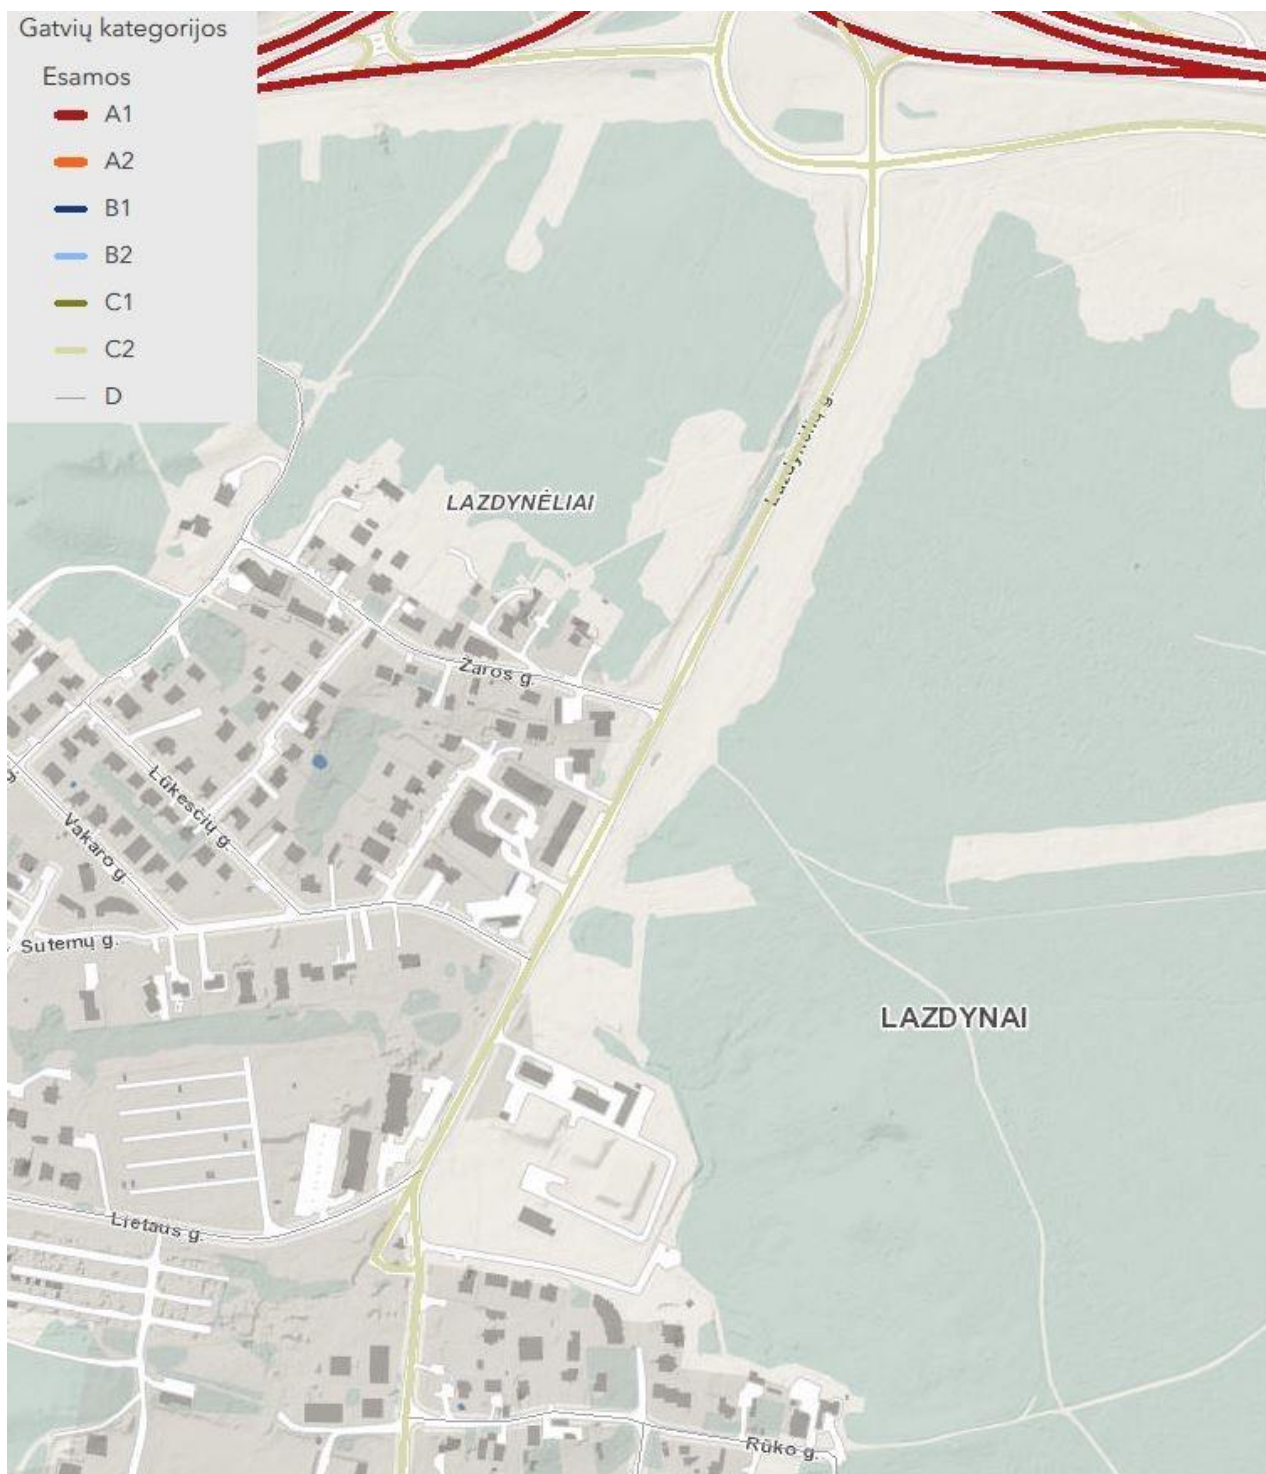 Gatvių kategorijos
Esamos
A1
A2
B1
B2
C1
C2
D
Lazdynėlių g.
LAZDYNĖLIAI
Žaros g.
Lūkesčių g.
Vakaro g.
Sutemų g.
LAZDYNAI
Lietaus g.
Rūko g.